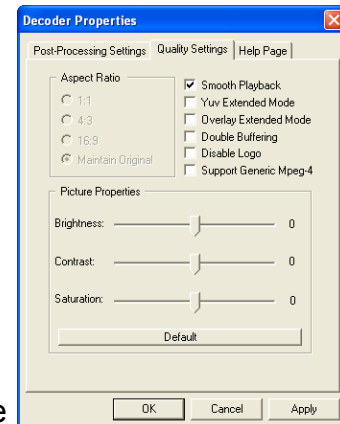 Decoder Properties
Post-Processing Settings Quality Settings Help Page
Aspect Ratio
1:1
4:3
16:9
Maintain Original
Smooth Playback
Yuv Extended Mode
Overlay Extended Mode
Double Buffering
Disable Logo
Support Generic Mpeg-4
Picture Properties
Brightness: 0
Contrast: 0
Saturation: 0
Default
OK Cancel Apply